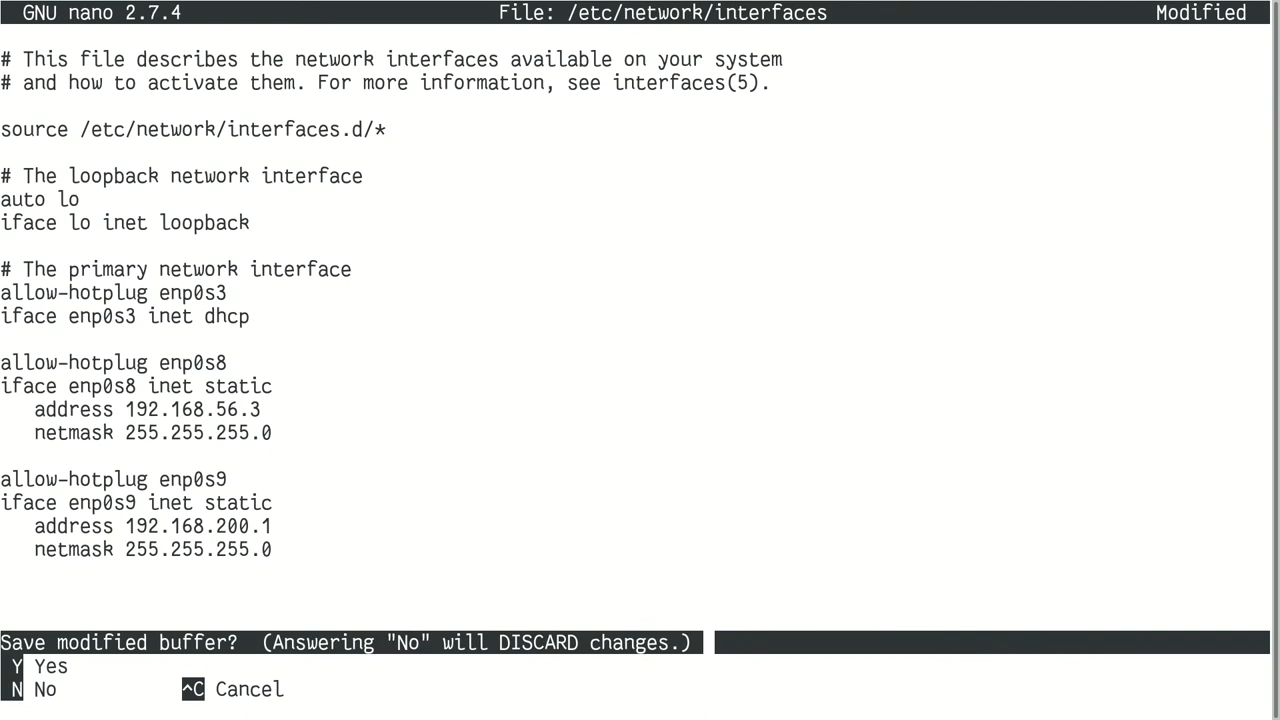 GNU nano 2.7.4 File: /etc/network/interfaces Modified
# This file describes the network interfaces available on your system
# and how to activate them. For more information, see interfaces(5).
source /etc/network/interfaces.d/*
# The loopback network interface
auto lo
iface lo inet loopback
# The primary network interface
allow-hotplug enp0s3
iface enp0s3 inet dhcp
allow-hotplug enp0s8
iface enp0s8 inet static
   address 192.168.56.3
   netmask 255.255.255.0
allow-hotplug enp0s9
iface enp0s9 inet static
   address 192.168.200.1
   netmask 255.255.255.0
Save modified buffer?  (Answering "No" will DISCARD changes.)
Y Yes
N No ^C Cancel